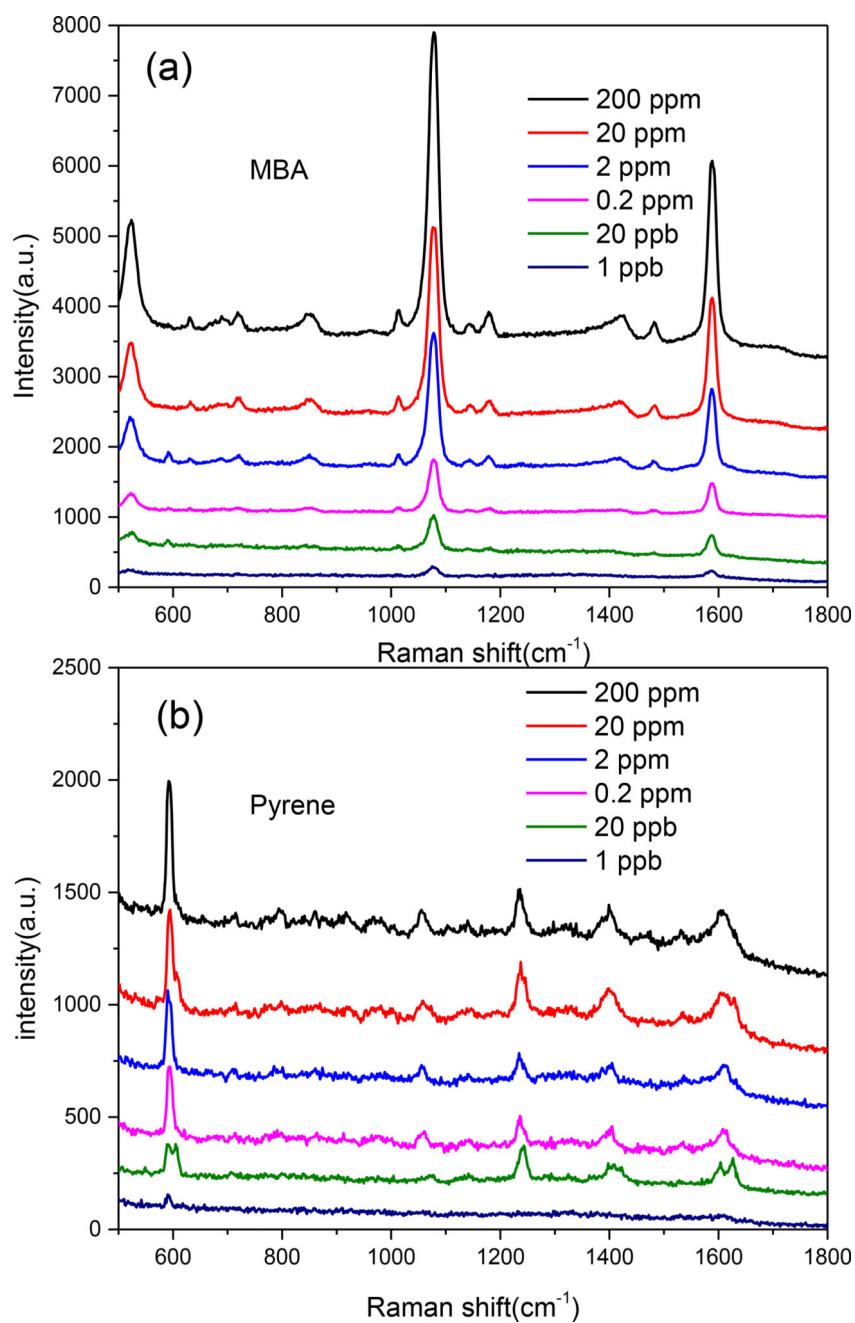 8000
(a)
7000
200 ppm
20 ppm
6000
MBA
2 ppm
0.2 ppm
5000
20 ppb
1 ppb
4000
3000
2000
1000
0
Intensity(a.u.)
600 800 1000 1200 1400 1600 1800
Raman shift(cm⁻¹)
2500
(b)
200 ppm
20 ppm
2000
2 ppm
Pyrene
0.2 ppm
20 ppb
1 ppb
1500
1000
500
0
intensity(a.u.)
600 800 1000 1200 1400 1600 1800
Raman shift(cm⁻¹)